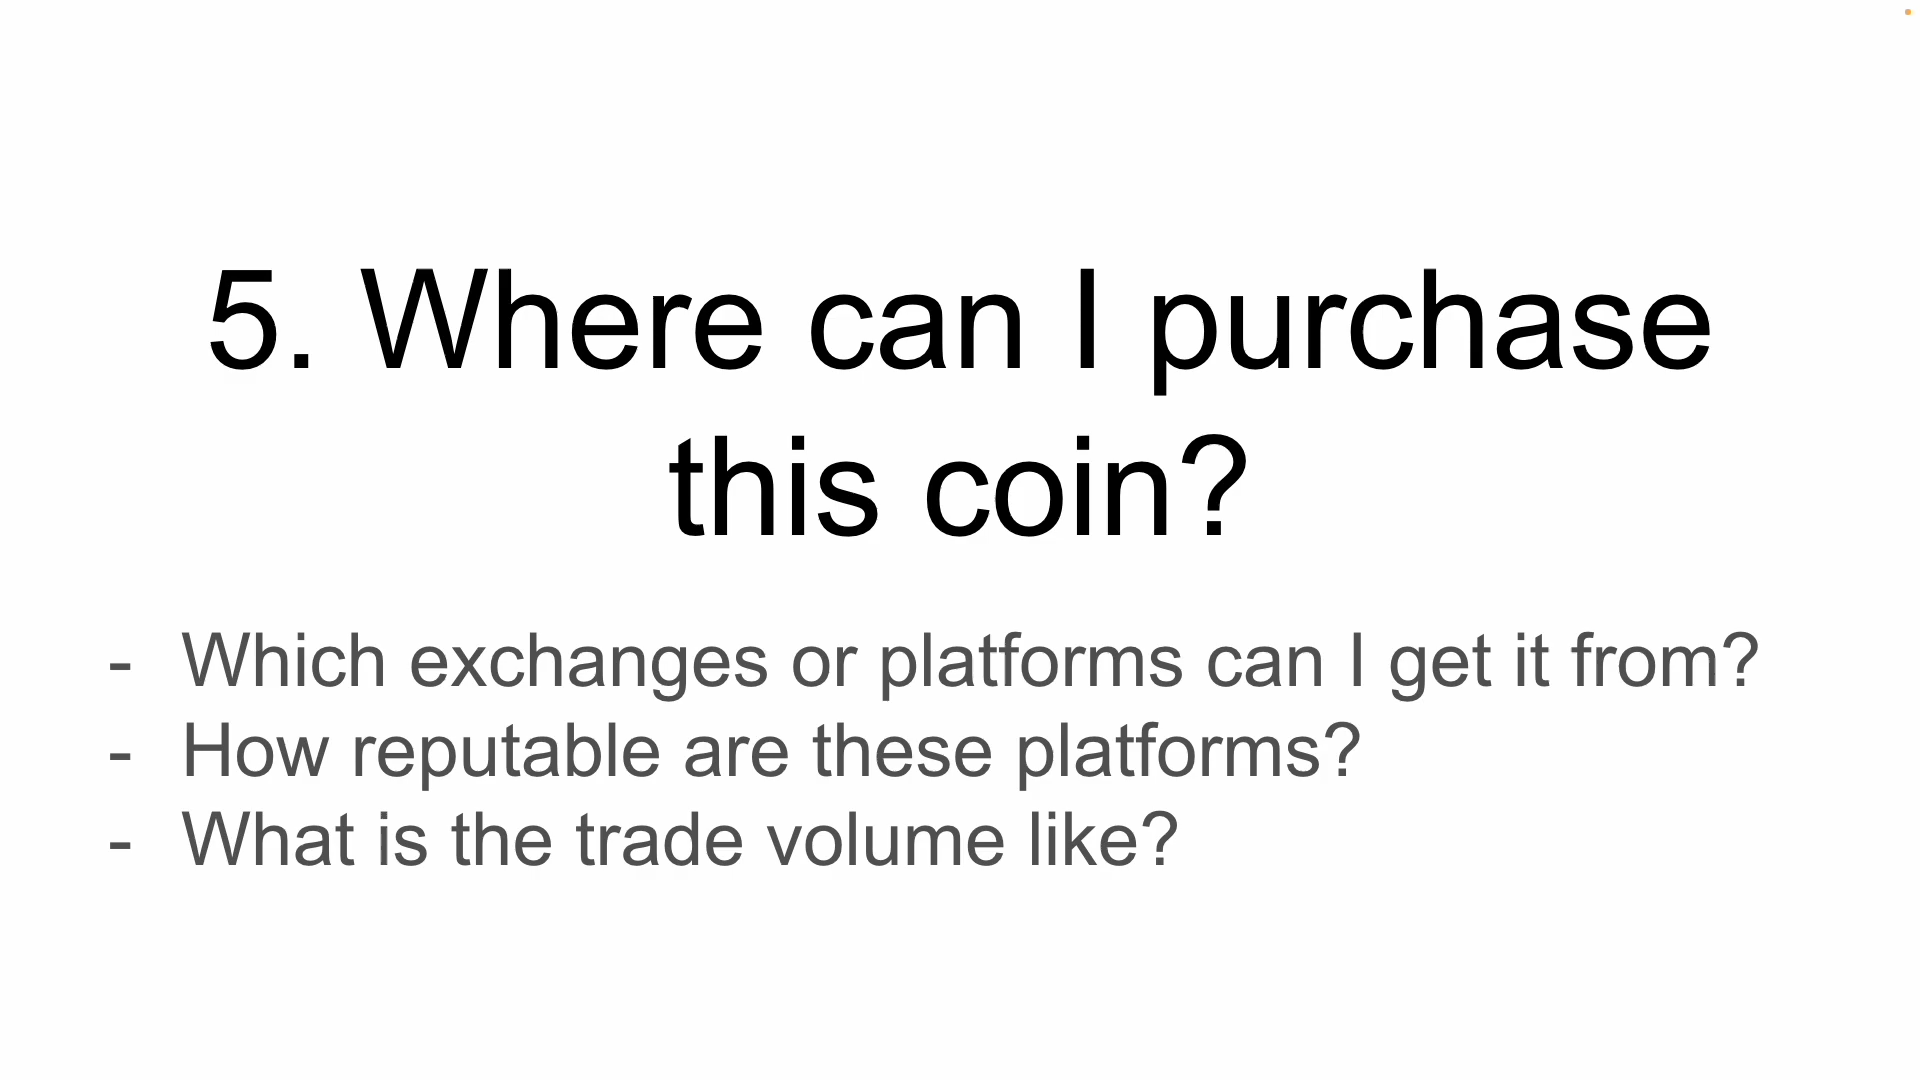 5. Where can I purchase
this coin?
- Which exchanges or platforms can I get it from?
- How reputable are these platforms?
- What is the trade volume like?